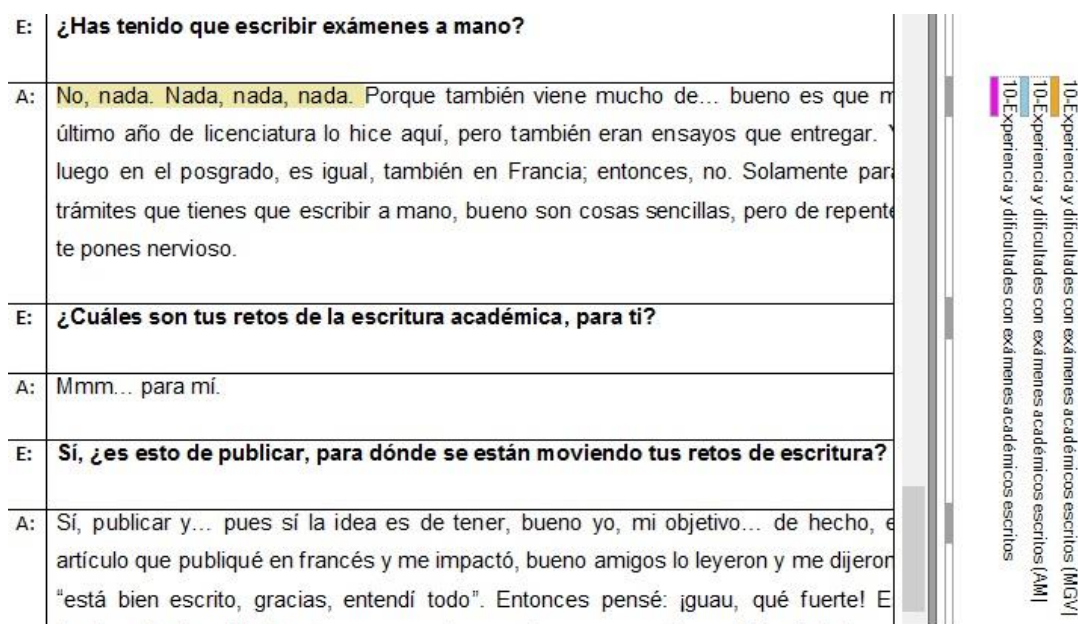 E: ¿Has tenido que escribir exámenes a mano?
A: No, nada. Nada, nada, nada. Porque también viene mucho de... bueno es que m
último año de licenciatura lo hice aquí, pero también eran ensayos que entregar. Y
luego en el posgrado, es igual, también en Francia; entonces, no. Solamente para
trámites que tienes que escribir a mano, bueno son cosas sencillas, pero de repente
te pones nervioso.
E: ¿Cuáles son tus retos de la escritura académica, para ti?
A: Mmm... para mí.
E: Sí, ¿es esto de publicar, para dónde se están moviendo tus retos de escritura?
A: Sí, publicar y... pues sí la idea es de tener, bueno yo, mi objetivo... de hecho, e
artículo que publiqué en francés y me impactó, bueno amigos lo leyeron y me dijeron
“está bien escrito, gracias, entendí todo”. Entonces pensé: ¡guau, qué fuerte! E
10-Experiencia y dificultades con exámenes académicos escritos (MGV)
10-Experiencia y dificultades con exámenes académicos escritos (AM)
10-Experiencia y dificultades con exámenes académicos escritos